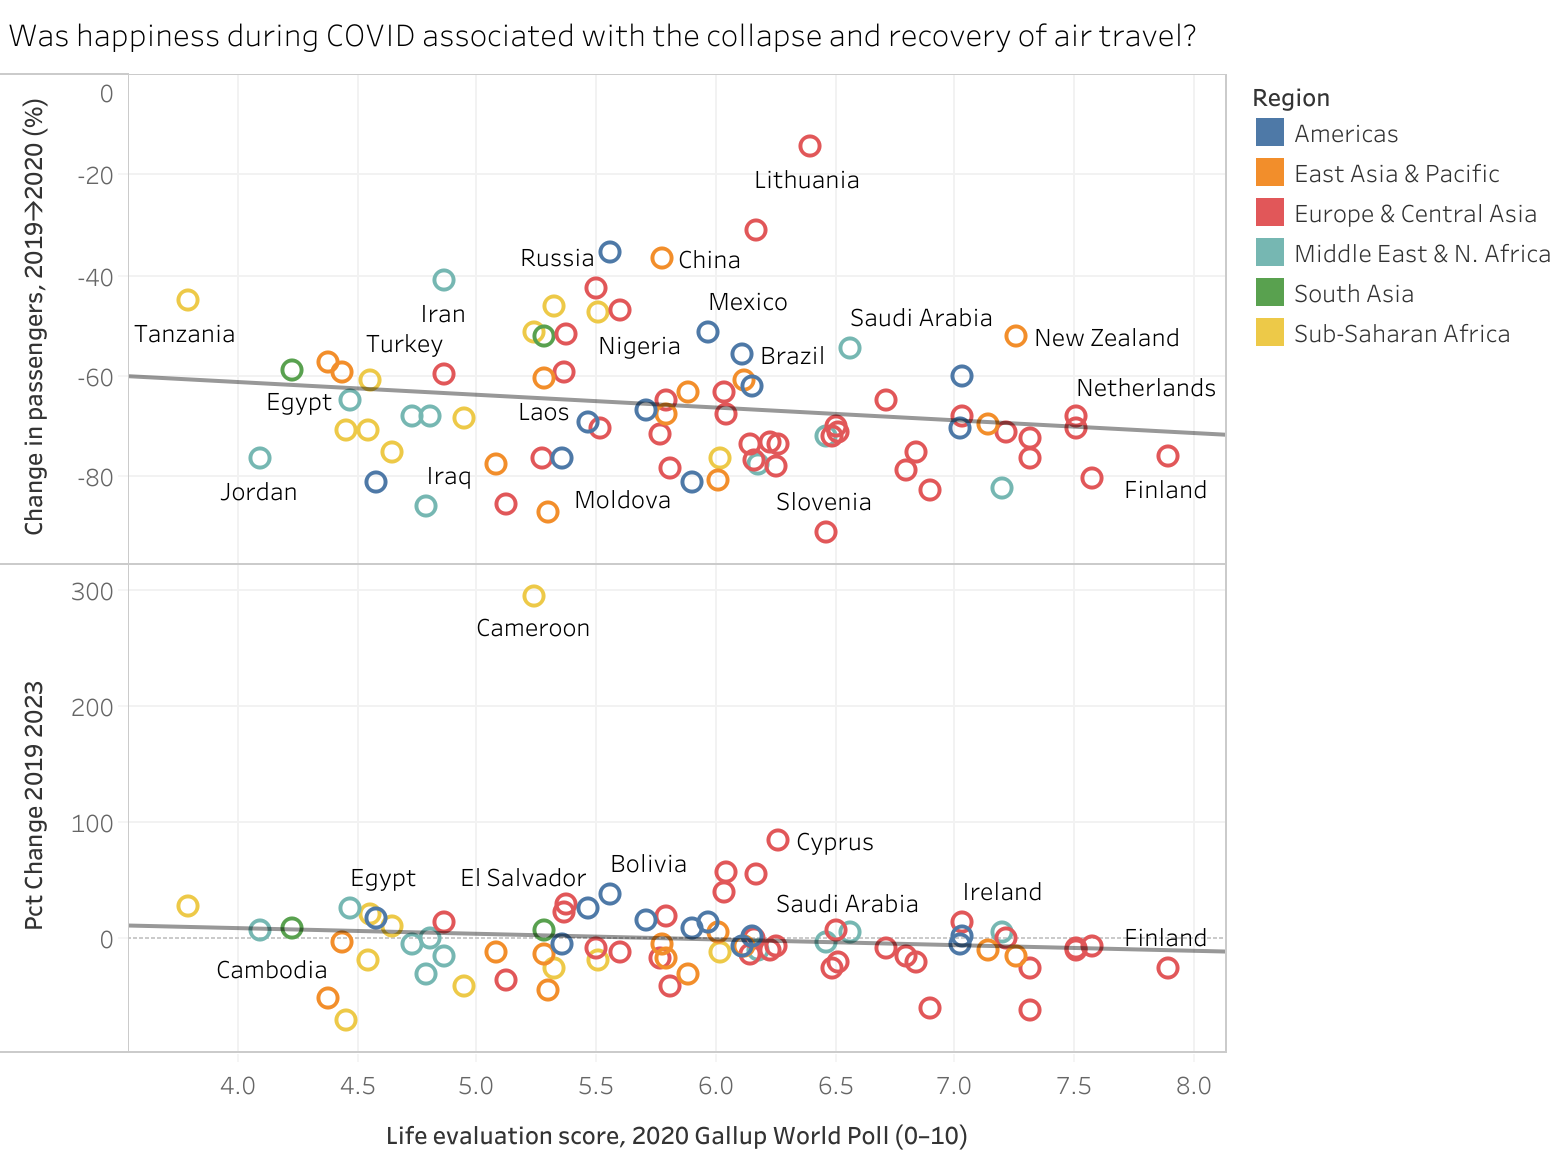 Was happiness during COVID associated with the collapse and recovery of air travel?
Change in passengers, 2019→2020 (%)
0
-20
-40
-60
-80
Lithuania
Russia
China
Iran
Mexico
Tanzania
Turkey
Nigeria
Saudi Arabia
New Zealand
Brazil
Egypt
Laos
Netherlands
Jordan
Iraq
Moldova
Slovenia
Finland
Pct Change 2019 2023
300
200
100
0
Cameroon
Cyprus
Egypt
El Salvador
Bolivia
Saudi Arabia
Ireland
Finland
Cambodia
4.0 4.5 5.0 5.5 6.0 6.5 7.0 7.5 8.0
Life evaluation score, 2020 Gallup World Poll (0–10)
Region
Americas
East Asia & Pacific
Europe & Central Asia
Middle East & N. Africa
South Asia
Sub-Saharan Africa